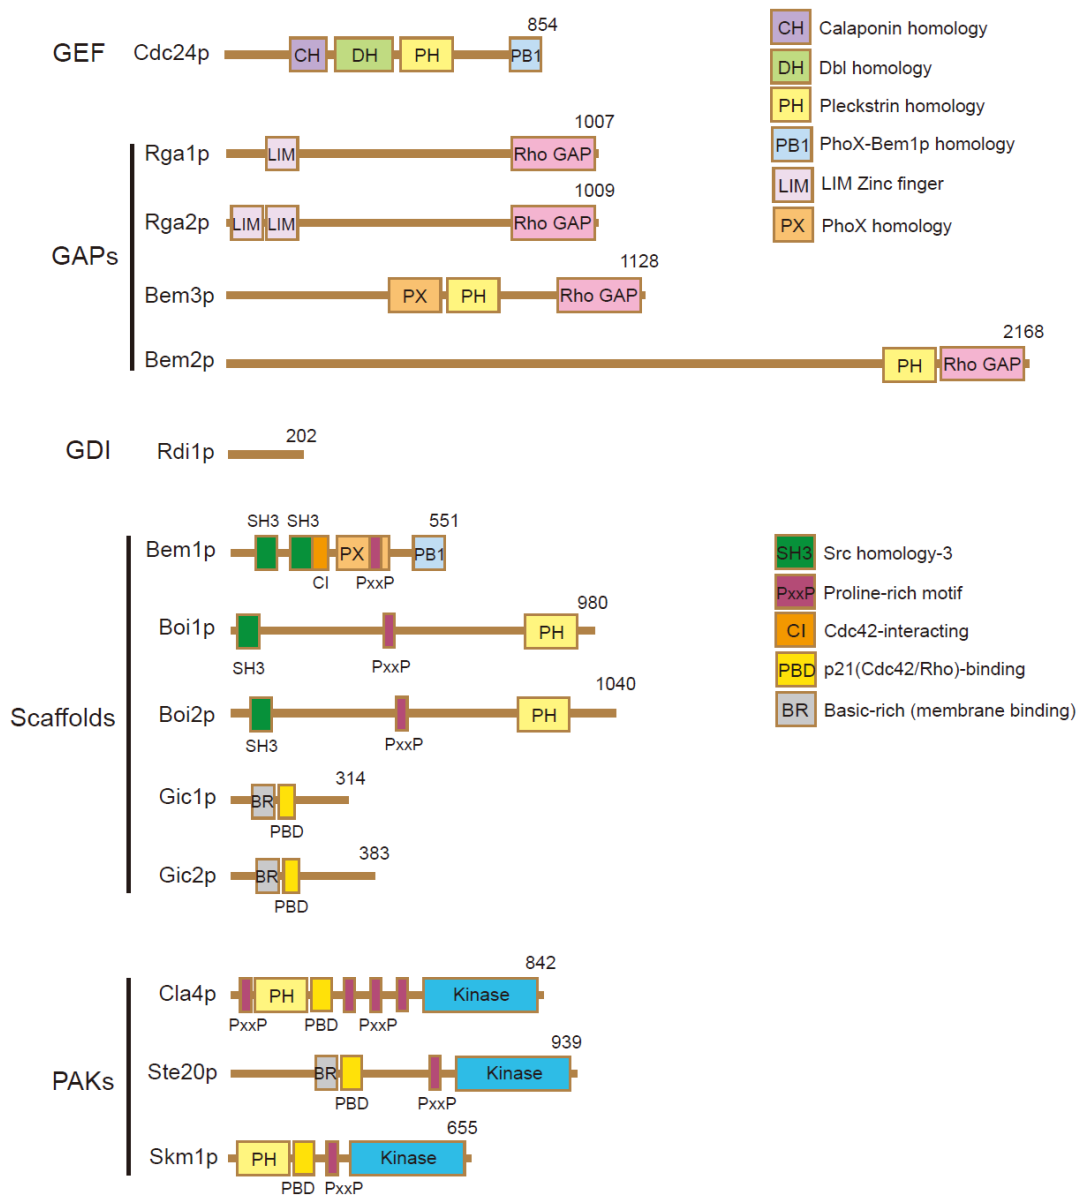 854
GEF Cdc24p CH DH PH PB1
CH Calaponin homology
DH Dbl homology
PH Pleckstrin homology
PB1 PhoX-Bem1p homology
LIM LIM Zinc finger
PX PhoX homology
GAPs
1007
Rga1p LIM Rho GAP
1009
Rga2p LIM LIM Rho GAP
1128
Bem3p PX PH Rho GAP
2168
Bem2p PH Rho GAP
202
GDI Rdi1p
Scaffolds
SH3 SH3 551
Bem1p PX PB1
CI PxxP
980
Boi1p PH
SH3 PxxP
1040
Boi2p PH
SH3 PxxP
314
Gic1p BR
PBD
383
Gic2p BR
PBD
SH3 Src homology-3
PxxP Proline-rich motif
CI Cdc42-interacting
PBD p21(Cdc42/Rho)-binding
BR Basic-rich (membrane binding)
PAKs
842
Cla4p PH Kinase
PxxP PBD PxxP
939
Ste20p BR Kinase
PBD PxxP
655
Skm1p PH Kinase
PBD PxxP